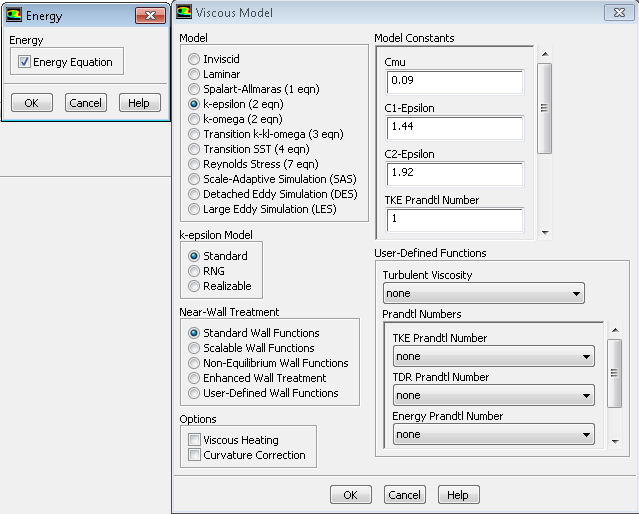 Energy
Energy
Energy Equation
OK
Cancel
Help
Viscous Model
Model
Inviscid
Laminar
Spalart-Allmaras (1 eqn)
k-epsilon (2 eqn)
k-omega (2 eqn)
Transition k-kl-omega (3 eqn)
Transition SST (4 eqn)
Reynolds Stress (7 eqn)
Scale-Adaptive Simulation (SAS)
Detached Eddy Simulation (DES)
Large Eddy Simulation (LES)
k-epsilon Model
Standard
RNG
Realizable
Near-Wall Treatment
Standard Wall Functions
Scalable Wall Functions
Non-Equilibrium Wall Functions
Enhanced Wall Treatment
User-Defined Wall Functions
Options
Viscous Heating
Curvature Correction
Model Constants
Cmu
0.09
C1-Epsilon
1.44
C2-Epsilon
1.92
TKE Prandtl Number
1
User-Defined Functions
Turbulent Viscosity
none
Prandtl Numbers
TKE Prandtl Number
none
TDR Prandtl Number
none
Energy Prandtl Number
none
OK
Cancel
Help